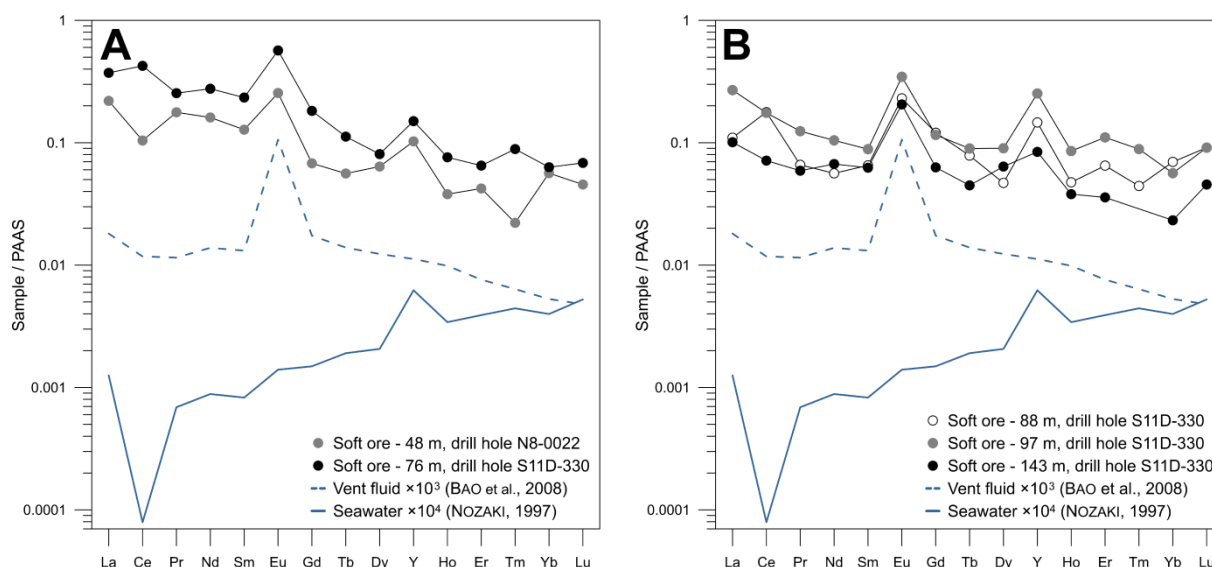 A
1
0.1
0.01
0.001
0.0001
Sample / PAAS
La Ce Pr Nd Sm Eu Gd Tb Dy Y Ho Er Tm Yb Lu
Soft ore - 48 m, drill hole N8-0022
Soft ore - 76 m, drill hole S11D-330
Vent fluid ×10³ (BAO et al., 2008)
Seawater ×10⁴ (NOZAKI, 1997)
B
1
0.1
0.01
0.001
0.0001
Sample / PAAS
La Ce Pr Nd Sm Eu Gd Tb Dy Y Ho Er Tm Yb Lu
Soft ore - 88 m, drill hole S11D-330
Soft ore - 97 m, drill hole S11D-330
Soft ore - 143 m, drill hole S11D-330
Vent fluid ×10³ (BAO et al., 2008)
Seawater ×10⁴ (NOZAKI, 1997)